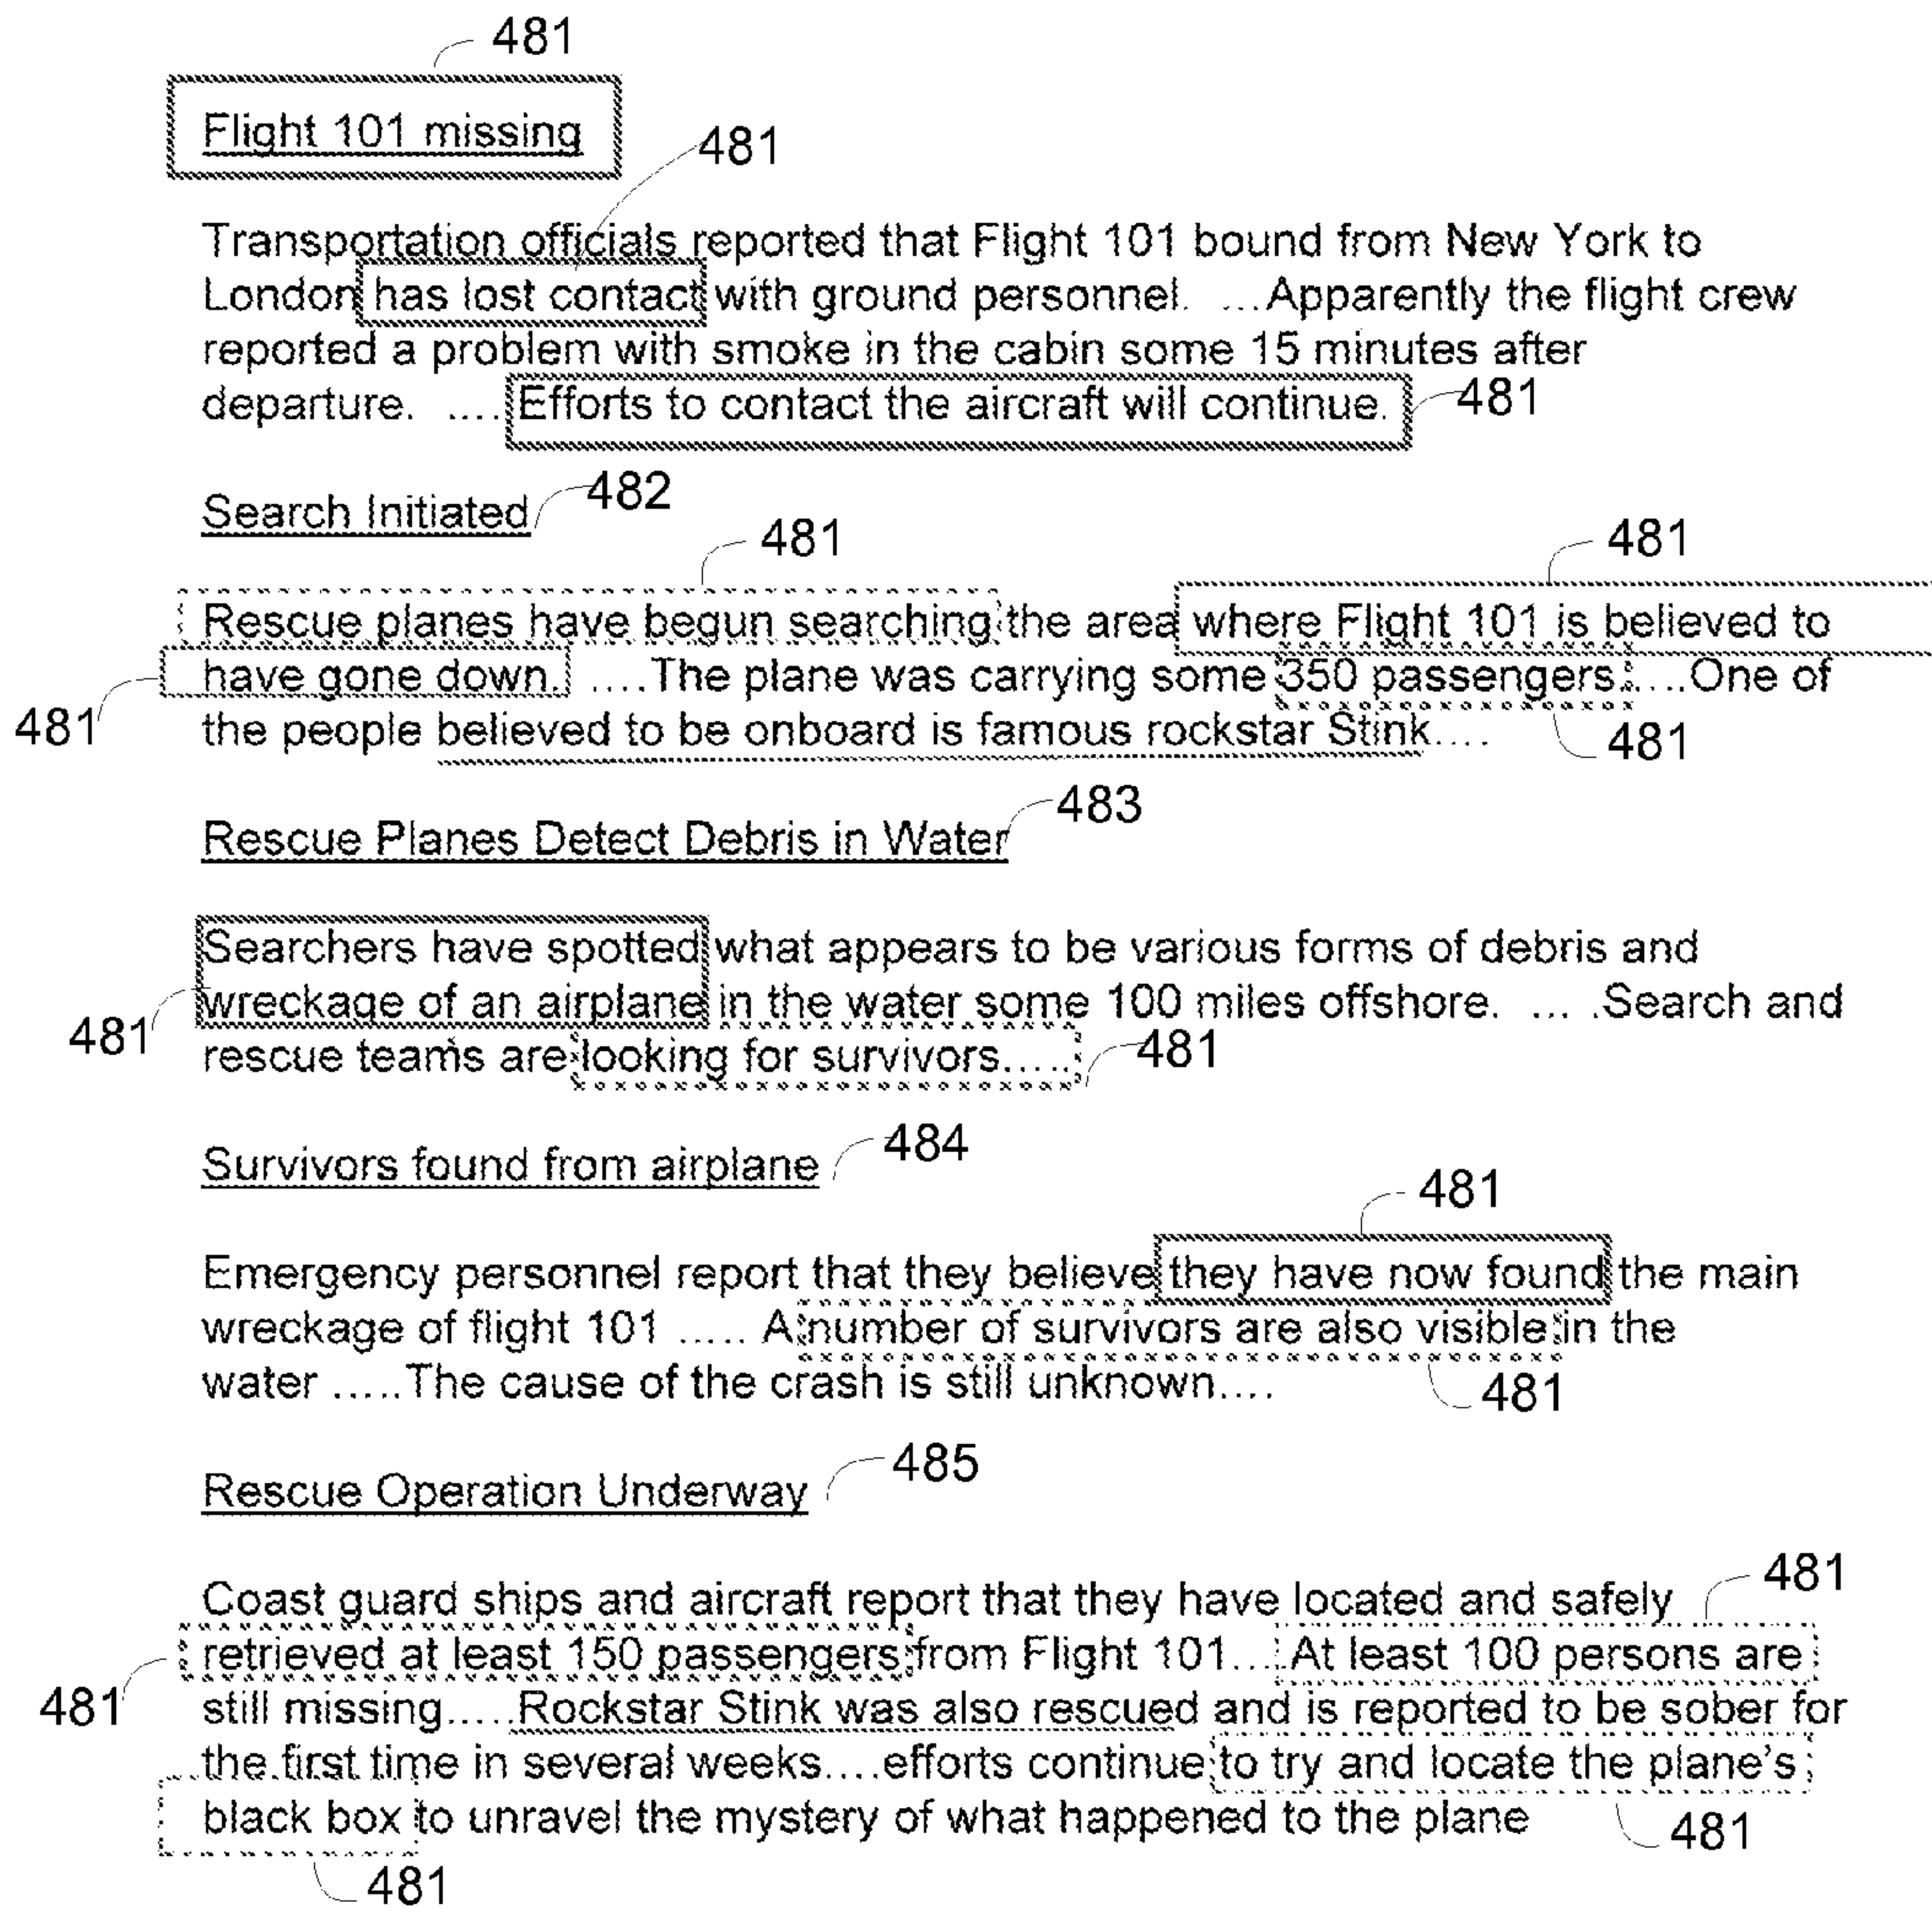 481
Flight 101 missing
481
Transportation officials reported that Flight 101 bound from New York to
London has lost contact with ground personnel. ...Apparently the flight crew
reported a problem with smoke in the cabin some 15 minutes after
departure. ....Efforts to contact the aircraft will continue. 481
Search Initiated 482
481 481
Rescue planes have begun searching the area where Flight 101 is believed to
have gone down. ....The plane was carrying some 350 passengers.....One of
481 the people believed to be onboard is famous rockstar Stink.... 481
Rescue Planes Detect Debris in Water 483
Searchers have spotted what appears to be various forms of debris and
wreckage of an airplane in the water some 100 miles offshore. ... .Search and
481 rescue teams are looking for survivors..... 481
Survivors found from airplane 484
481
Emergency personnel report that they believe they have now found the main
wreckage of flight 101 ..... A number of survivors are also visible in the
water .....The cause of the crash is still unknown.... 481
Rescue Operation Underway 485
481
Coast guard ships and aircraft report that they have located and safely
retrieved at least 150 passengers from Flight 101....At least 100 persons are
481 still missing.....Rockstar Stink was also rescued and is reported to be sober for
the first time in several weeks....efforts continue to try and locate the plane's
black box to unravel the mystery of what happened to the plane 481
481